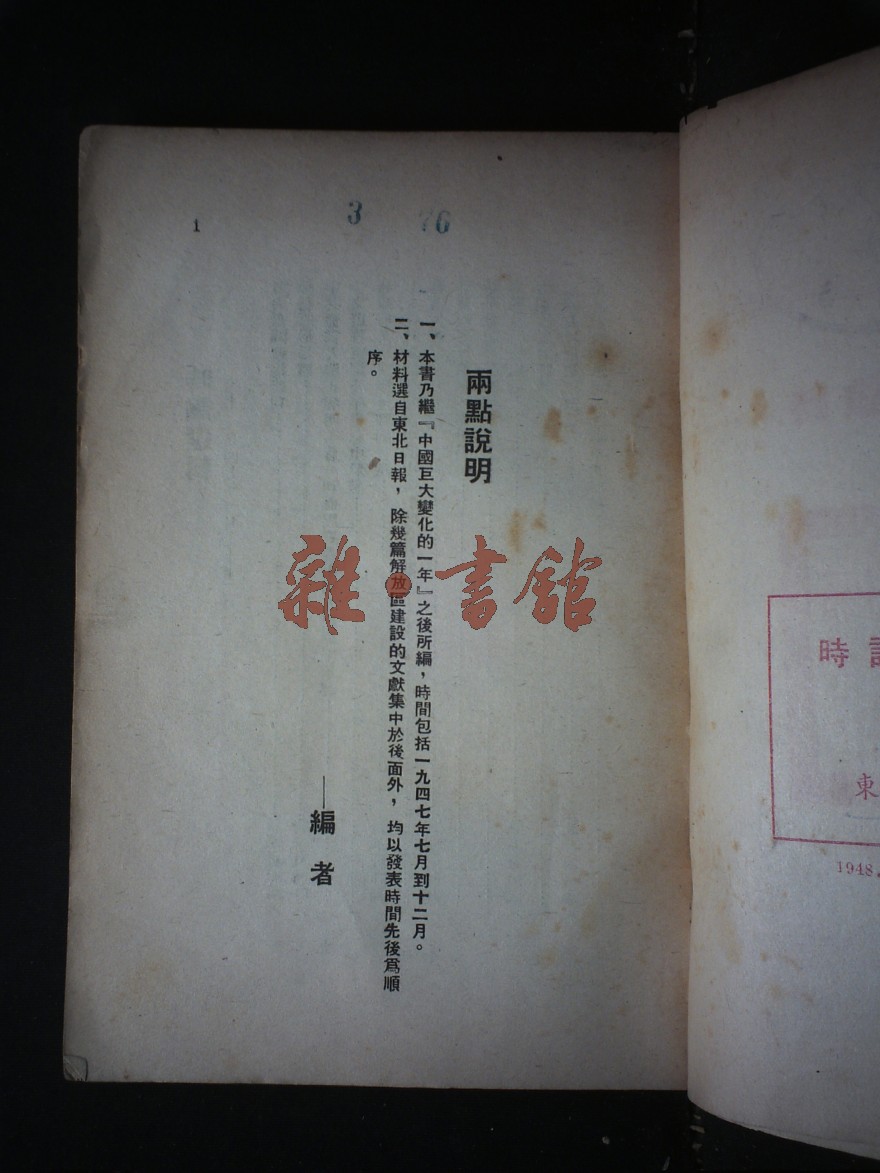 時
東
1948.
1
3 76
兩點說明
一、本書乃繼『中國巨大變化的一年』之後所編，時間包括一九四七年七月到十二月。
二、材料選自東北日報，除幾篇解放區建設的文獻集中於後面外，均以發表時間先後爲順
序。
——編者
雜·書館